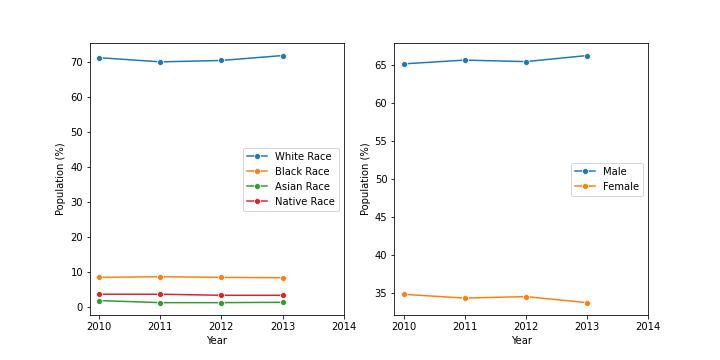 70
60
50
40
30
20
10
0
Population (%)
White Race
Black Race
Asian Race
Native Race
2010 2011 2012 2013 2014
Year
65
60
55
50
45
40
35
Population (%)
Male
Female
2010 2011 2012 2013 2014
Year